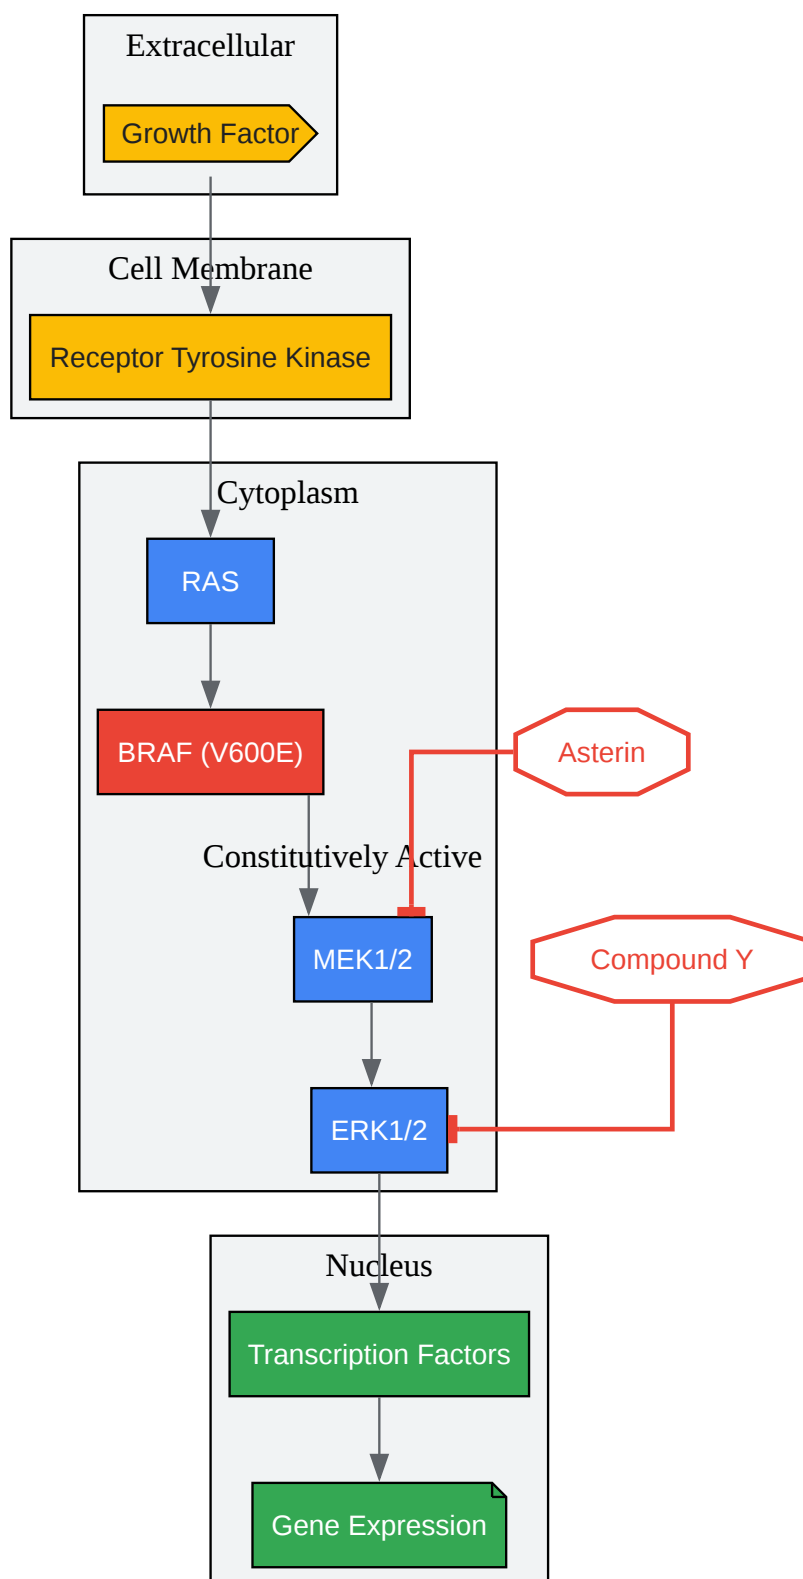 Extracellular
Growth Factor
Cell Membrane
Receptor Tyrosine Kinase
Cytoplasm
RAS
BRAF (V600E)
Asterin
Constitutively Active
MEK1/2
Compound Y
ERK1/2
Nucleus
Transcription Factors
Gene Expression